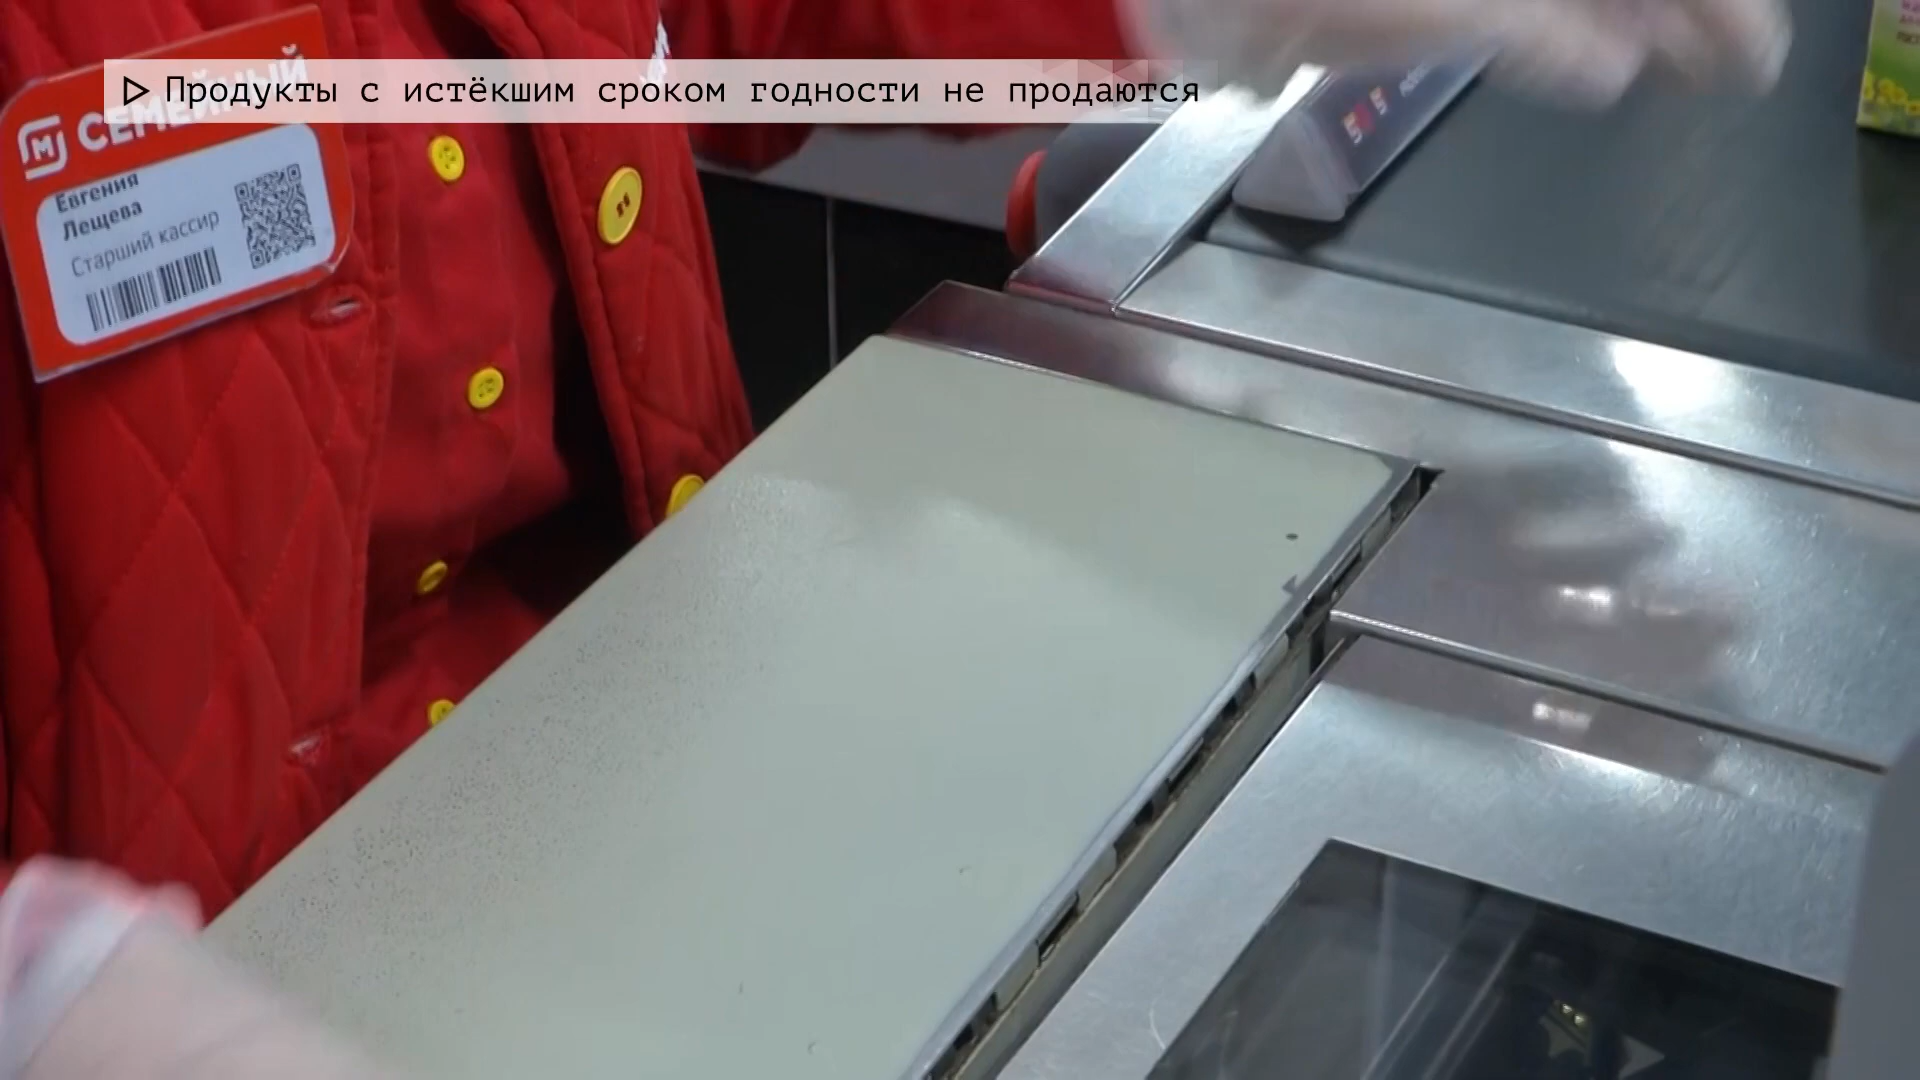 ▷ Продукты с истёкшим сроком годности не продаются
М СЕМЕЙНЫЙ
Евгения
Лещева
Старший кассир